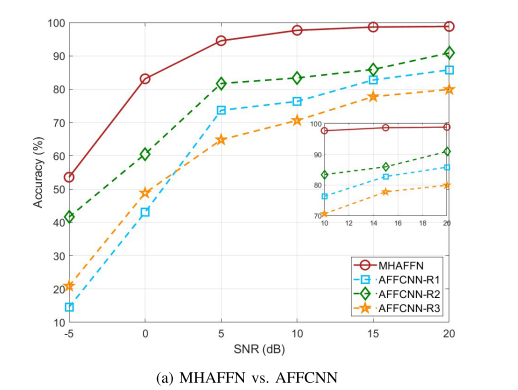 100
90
80
70
60
50
40
30
20
10
Accuracy (%)
-5 0 5 10 15 20
SNR (dB)
100
90
80
70
10 12 14 16 18 20
MHAFFN
AFFCNN-R1
AFFCNN-R2
AFFCNN-R3
(a) MHAFFN vs. AFFCNN